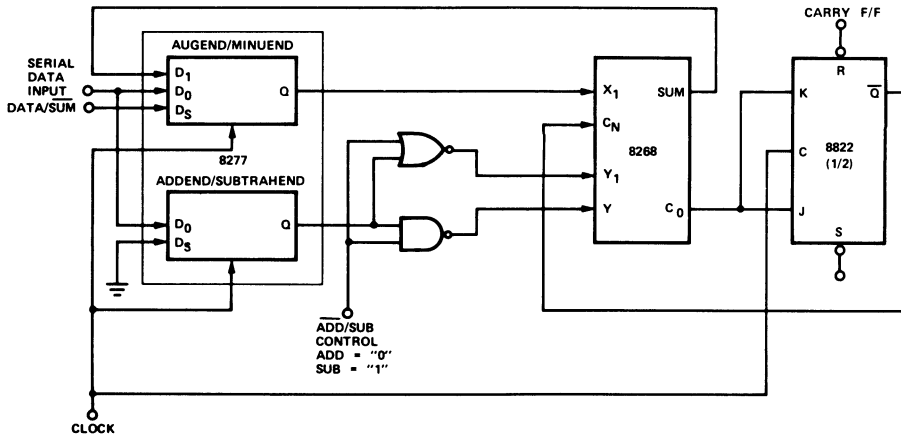 CARRY F/F
AUGEND/MINUEND
SERIAL
DATA
INPUT
DATA/SUM
D1
D0
DS
Q
8277
ADDEND/SUBTRAHEND
D0
DS
Q
ADD/SUB
CONTROL
ADD = "0"
SUB = "1"
CLOCK
X1
CN
Y1
Y
SUM
8268
C0
R
K
Q
C
8822
(1/2)
J
S